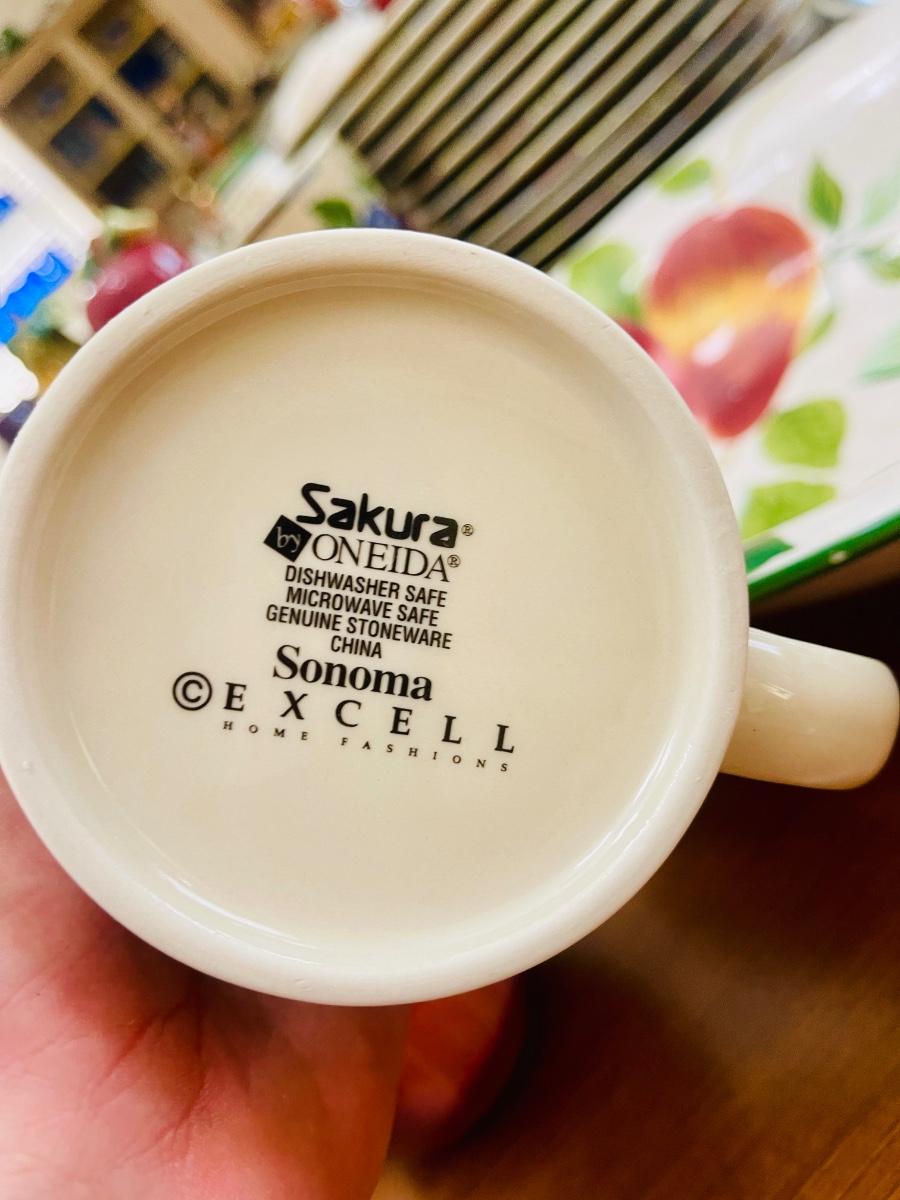 Sakura®
by ONEIDA®
DISHWASHER SAFE
MICROWAVE SAFE
GENUINE STONEWARE
CHINA
Sonoma
©EXCELL
HOME FASHIONS